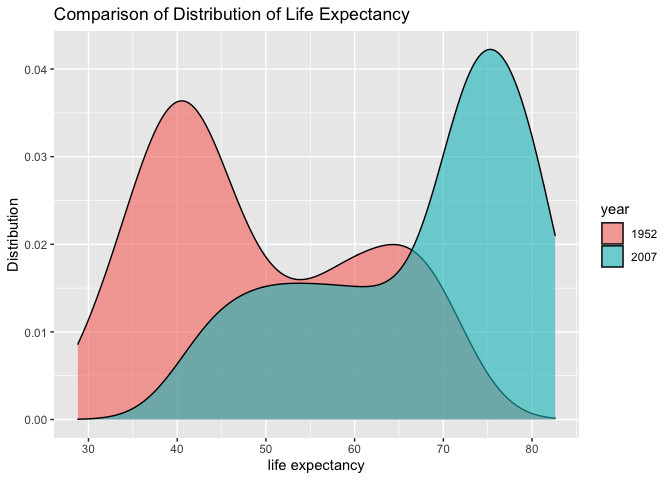 Comparison of Distribution of Life Expectancy
0.04
0.03
0.02
0.01
0.00
Distribution
30 40 50 60 70 80
life expectancy
year
1952
2007